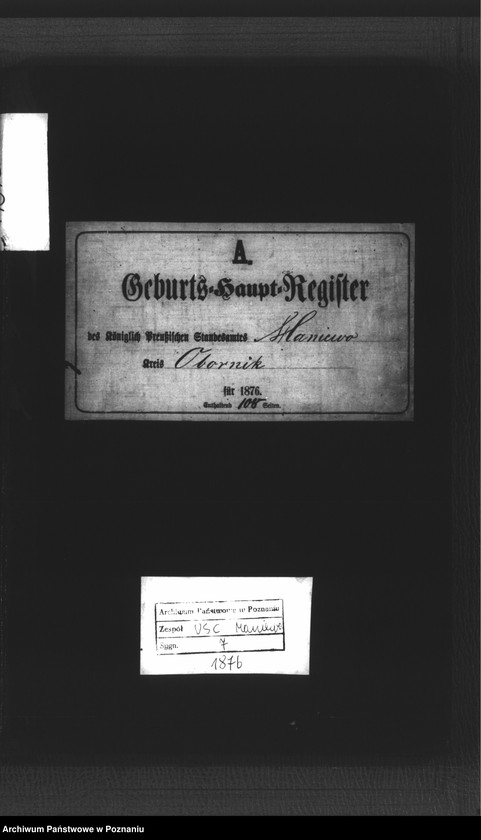 A.
Geburts-Haupt-Register
des Königlich Preußischen Standesamtes Maniewo
Kreis Obornik
für 1876.
Enthaltend 108 Seiten.
Archiwum Państwowe w Poznaniu
Zespół USC Maniewo
Sygn. 7
1876
Archiwum Państwowe w Poznaniu